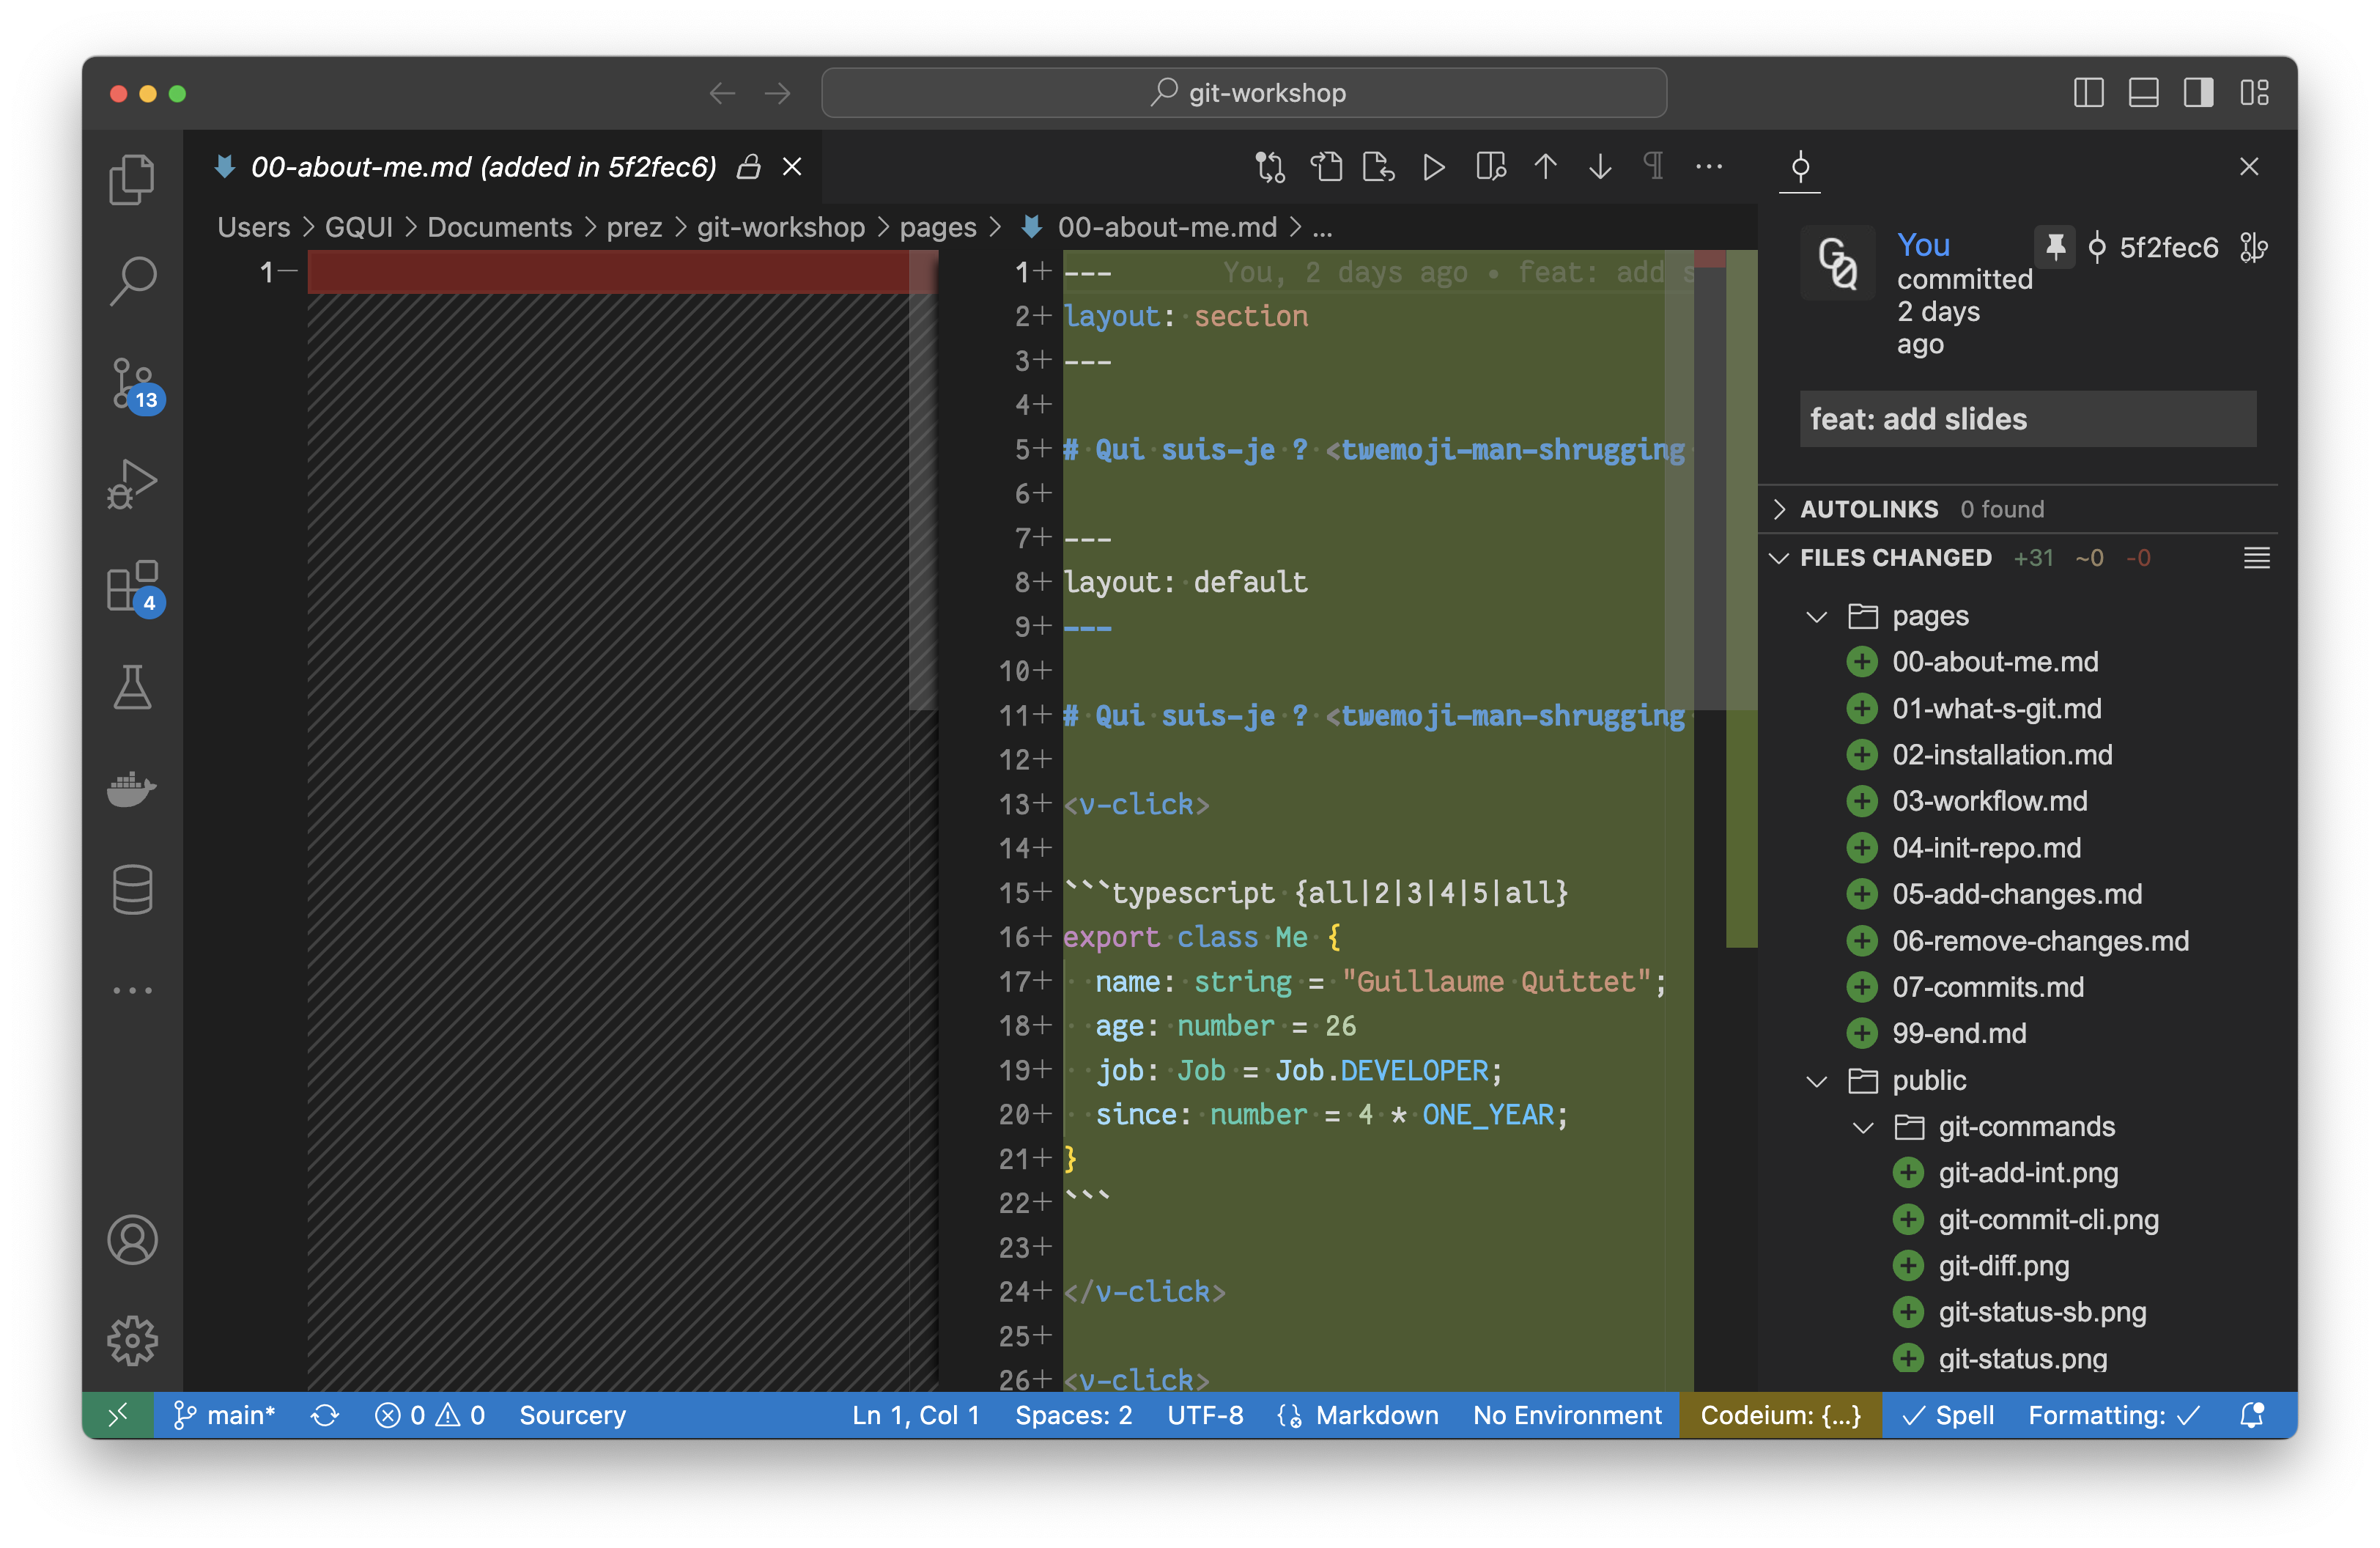 git-workshop
00-about-me.md (added in 5f2fec6)
Users > GQUI > Documents > prez > git-workshop > pages > 00-about-me.md > ...
13
4
1—
1+ --- You, 2 days ago • feat: add s
2+ layout: section
3+ ---
4+
5+ # Qui suis-je ? <twemoji-man-shrugging
6+
7+ ---
8+ layout: default
9+ ---
10+
11+ # Qui suis-je ? <twemoji-man-shrugging
12+
13+ <v-click>
14+
15+ ```typescript {all|2|3|4|5|all}
16+ export class Me {
17+ name: string = "Guillaume Quittet";
18+ age: number = 26
19+ job: Job = Job.DEVELOPER;
20+ since: number = 4 * ONE_YEAR;
21+ }
22+ ```
23+
24+ </v-click>
25+
26+ <v-click>
You
committed
2 days
ago
5f2fec6
feat: add slides
AUTOLINKS 0 found
FILES CHANGED +31 ~0 -0
pages
00-about-me.md
01-what-s-git.md
02-installation.md
03-workflow.md
04-init-repo.md
05-add-changes.md
06-remove-changes.md
07-commits.md
99-end.md
public
git-commands
git-add-int.png
git-commit-cli.png
git-diff.png
git-status-sb.png
git-status.png
main* 0 0 Sourcery Ln 1, Col 1 Spaces: 2 UTF-8 Markdown No Environment Codeium: {...} Spell Formatting: